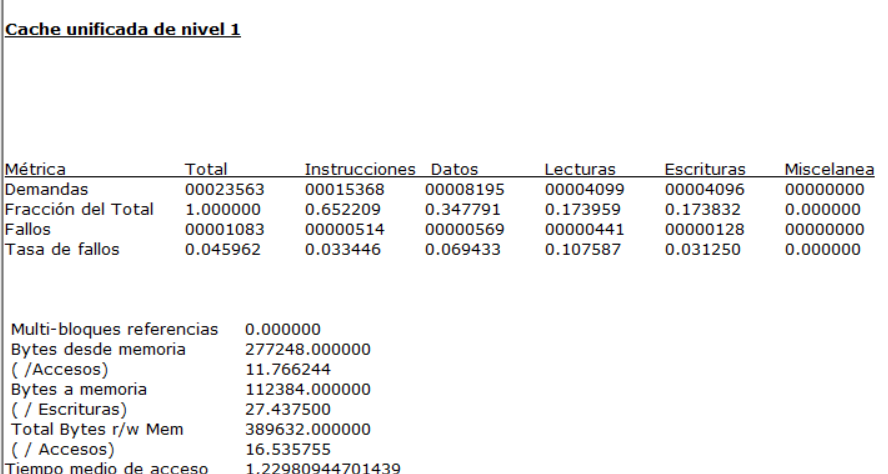 Cache unificada de nivel 1
Métrica Total Instrucciones Datos Lecturas Escrituras Miscelanea
Demandas 00023563 00015368 00008195 00004099 00004096 00000000
Fracción del Total 1.000000 0.652209 0.347791 0.173959 0.173832 0.000000
Fallos 00001083 00000514 00000569 00000441 00000128 00000000
Tasa de fallos 0.045962 0.033446 0.069433 0.107587 0.031250 0.000000
Multi-bloques referencias 0.000000
Bytes desde memoria 277248.000000
( /Accesos) 11.766244
Bytes a memoria 112384.000000
( / Escrituras) 27.437500
Total Bytes r/w Mem 389632.000000
( / Accesos) 16.535755
Tiempo medio de acceso 1.22980944701439